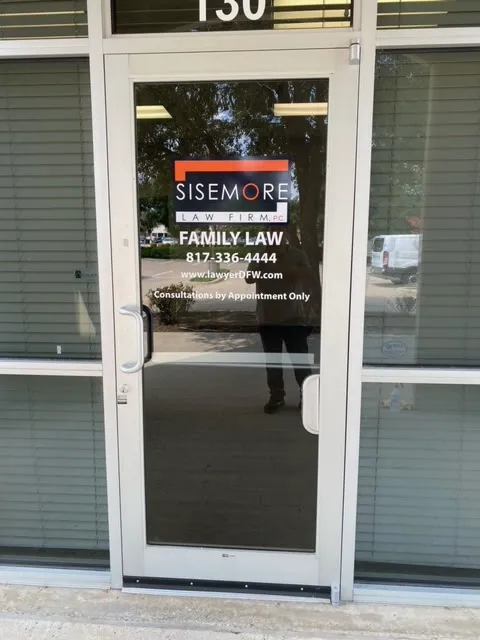 130
SISEMORE
LAW FIRM, P.C.
FAMILY LAW
817-336-4444
www.lawyerDFW.com
Consultations by Appointment Only